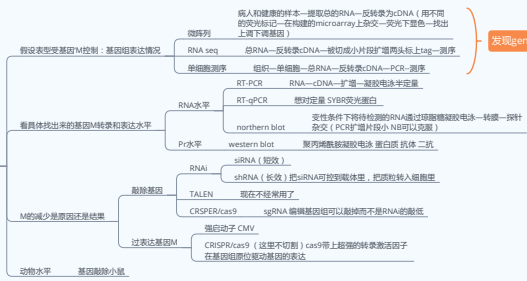 病人和健康的样本—提取总的RNA—反转录为cDNA（用不同
的荧光标记—在构建的microarray上杂交—荧光下显色—找出
上调下调基因）
微阵列
假设表型受基因'M'控制：基因组表达情况
RNA seq 总RNA—反转录cDNA—被切成小片段扩增两头标上tag—测序
单细胞测序 组织—单细胞—总RNA—反转录cDNA—PCR--测序
发现gen
RT-PCR RNA—cDNA—扩增—凝胶电泳半定量
RNA水平
RT-qPCR 想对定量 SYBR荧光蛋白
变性条件下将待检测的RNA通过琼脂糖凝胶电泳—转膜—探针
northern blot 杂交（PCR扩增片段小 NB可以克服）
看具体找出来的基因M转录和表达水平
Pr水平 western blot 聚丙烯酰胺凝胶电泳 蛋白质 抗体 二抗
siRNA（短效）
RNAi
shRNA（长效）把siRNA可控到载体里，把质粒转入细胞里
敲除基因
TALEN 现在不经常用了
CRSPER/cas9 sgRNA 编辑基因组可以敲掉而不是RNAi的敲低
M的减少是原因还是结果
强启动子 CMV
过表达基因M
CRISPR/cas9 （这里不切割）cas9带上超强的转录激活因子
在基因组原位驱动基因的表达
动物水平 基因敲除小鼠